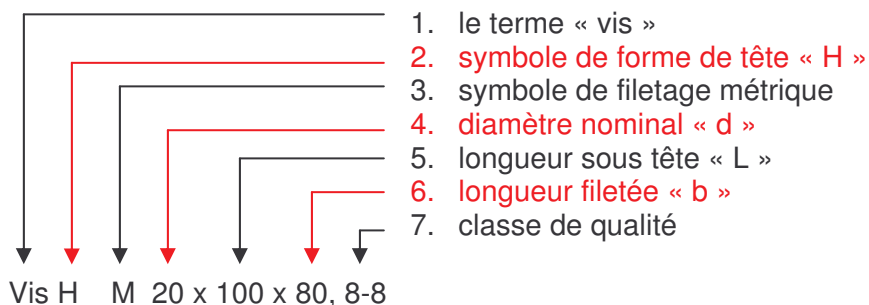 1. le terme « vis »
2. symbole de forme de tête « H »
3. symbole de filetage métrique
4. diamètre nominal « d »
5. longueur sous tête « L »
6. longueur filetée « b »
7. classe de qualité
Vis H M 20 x 100 x 80, 8-8